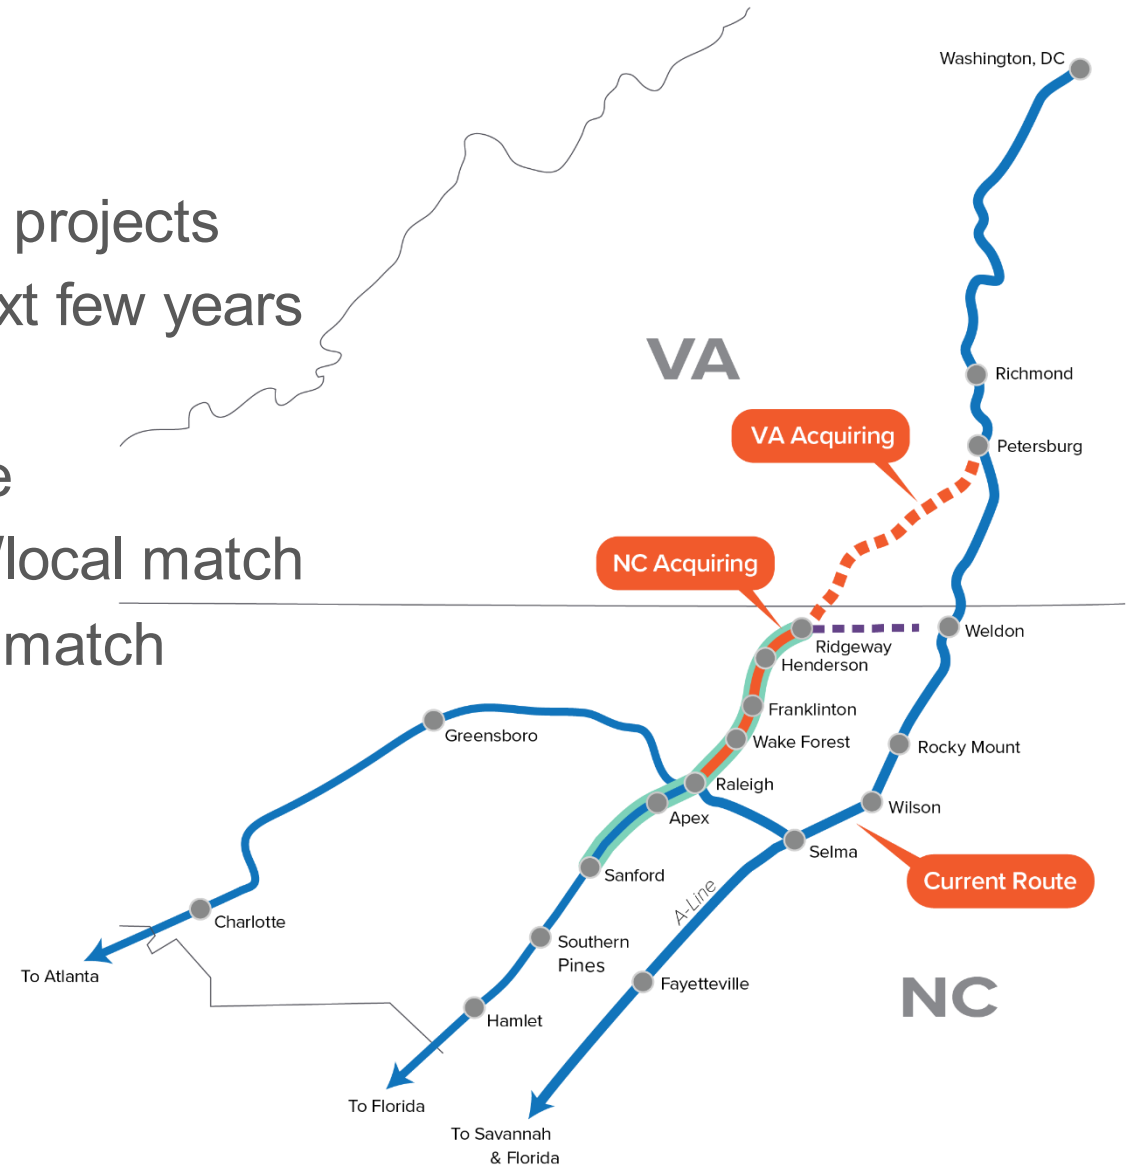 projects
few years
/local match
match
Washington, DC
VA
Richmond
VA Acquiring
Petersburg
NC Acquiring
Weldon
Ridgeway
Henderson
Franklinton
Greensboro
Wake Forest
Rocky Mount
Raleigh
Wilson
Apex
Selma
Sanford
Current Route
A-Line
Charlotte
Southern
Pines
To Atlanta
Fayetteville
NC
Hamlet
To Florida
To Savannah
& Florida